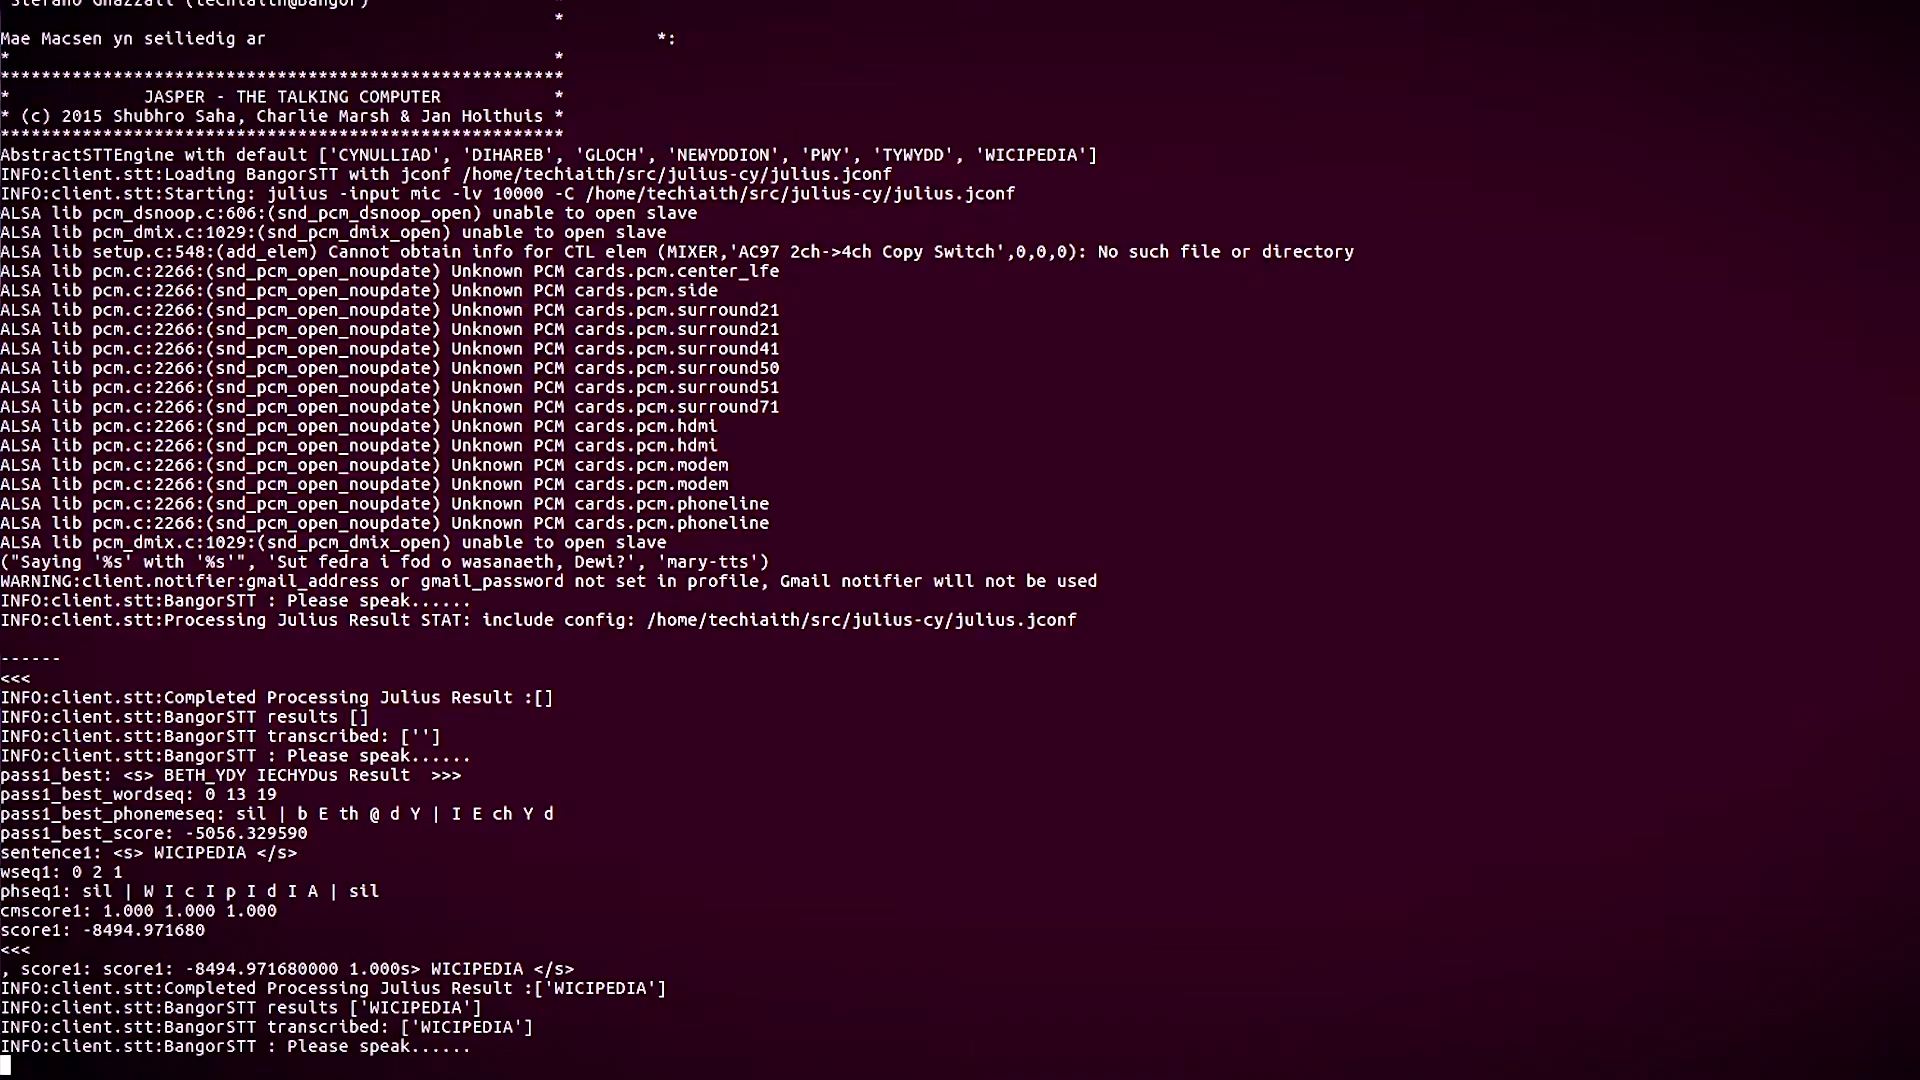 Stefano Ghazzali (techiaith@Bangor) *
*
Mae Macsen yn seiliedig ar *:
* *
*******************************************************
* JASPER - THE TALKING COMPUTER *
* (c) 2015 Shubhro Saha, Charlie Marsh & Jan Holthuis *
*******************************************************
AbstractSTTEngine with default ['CYNULLIAD', 'DIHAREB', 'GLOCH', 'NEWYDDION', 'PWY', 'TYWYDD', 'WICIPEDIA']
INFO:client.stt:Loading BangorSTT with jconf /home/techiaith/src/julius-cy/julius.jconf
INFO:client.stt:Starting: julius -input mic -lv 10000 -C /home/techiaith/src/julius-cy/julius.jconf
ALSA lib pcm_dsnoop.c:606:(snd_pcm_dsnoop_open) unable to open slave
ALSA lib pcm_dmix.c:1029:(snd_pcm_dmix_open) unable to open slave
ALSA lib setup.c:548:(add_elem) Cannot obtain info for CTL elem (MIXER,'AC97 2ch->4ch Copy Switch',0,0,0): No such file or directory
ALSA lib pcm.c:2266:(snd_pcm_open_noupdate) Unknown PCM cards.pcm.center_lfe
ALSA lib pcm.c:2266:(snd_pcm_open_noupdate) Unknown PCM cards.pcm.side
ALSA lib pcm.c:2266:(snd_pcm_open_noupdate) Unknown PCM cards.pcm.surround21
ALSA lib pcm.c:2266:(snd_pcm_open_noupdate) Unknown PCM cards.pcm.surround21
ALSA lib pcm.c:2266:(snd_pcm_open_noupdate) Unknown PCM cards.pcm.surround41
ALSA lib pcm.c:2266:(snd_pcm_open_noupdate) Unknown PCM cards.pcm.surround50
ALSA lib pcm.c:2266:(snd_pcm_open_noupdate) Unknown PCM cards.pcm.surround51
ALSA lib pcm.c:2266:(snd_pcm_open_noupdate) Unknown PCM cards.pcm.surround71
ALSA lib pcm.c:2266:(snd_pcm_open_noupdate) Unknown PCM cards.pcm.hdmi
ALSA lib pcm.c:2266:(snd_pcm_open_noupdate) Unknown PCM cards.pcm.hdmi
ALSA lib pcm.c:2266:(snd_pcm_open_noupdate) Unknown PCM cards.pcm.modem
ALSA lib pcm.c:2266:(snd_pcm_open_noupdate) Unknown PCM cards.pcm.modem
ALSA lib pcm.c:2266:(snd_pcm_open_noupdate) Unknown PCM cards.pcm.phoneline
ALSA lib pcm.c:2266:(snd_pcm_open_noupdate) Unknown PCM cards.pcm.phoneline
ALSA lib pcm_dmix.c:1029:(snd_pcm_dmix_open) unable to open slave
("Saying '%s' with '%s'", 'Sut fedra i fod o wasanaeth, Dewi?', 'mary-tts')
WARNING:client.notifier:gmail_address or gmail_password not set in profile, Gmail notifier will not be used
INFO:client.stt:BangorSTT : Please speak......
INFO:client.stt:Processing Julius Result STAT: include config: /home/techiaith/src/julius-cy/julius.jconf
------
<<<
INFO:client.stt:Completed Processing Julius Result :[]
INFO:client.stt:BangorSTT results []
INFO:client.stt:BangorSTT transcribed: ['']
INFO:client.stt:BangorSTT : Please speak......
pass1_best: <s> BETH_YDY IECHYDus Result >>>
pass1_best_wordseq: 0 13 19
pass1_best_phonemeseq: sil | b E th @ d Y | I E ch Y d
pass1_best_score: -5056.329590
sentence1: <s> WICIPEDIA </s>
wseq1: 0 2 1
phseq1: sil | W I c I p I d I A | sil
cmscore1: 1.000 1.000 1.000
score1: -8494.971680
<<<
, score1: score1: -8494.971680000 1.000s> WICIPEDIA </s>
INFO:client.stt:Completed Processing Julius Result :['WICIPEDIA']
INFO:client.stt:BangorSTT results ['WICIPEDIA']
INFO:client.stt:BangorSTT transcribed: ['WICIPEDIA']
INFO:client.stt:BangorSTT : Please speak......